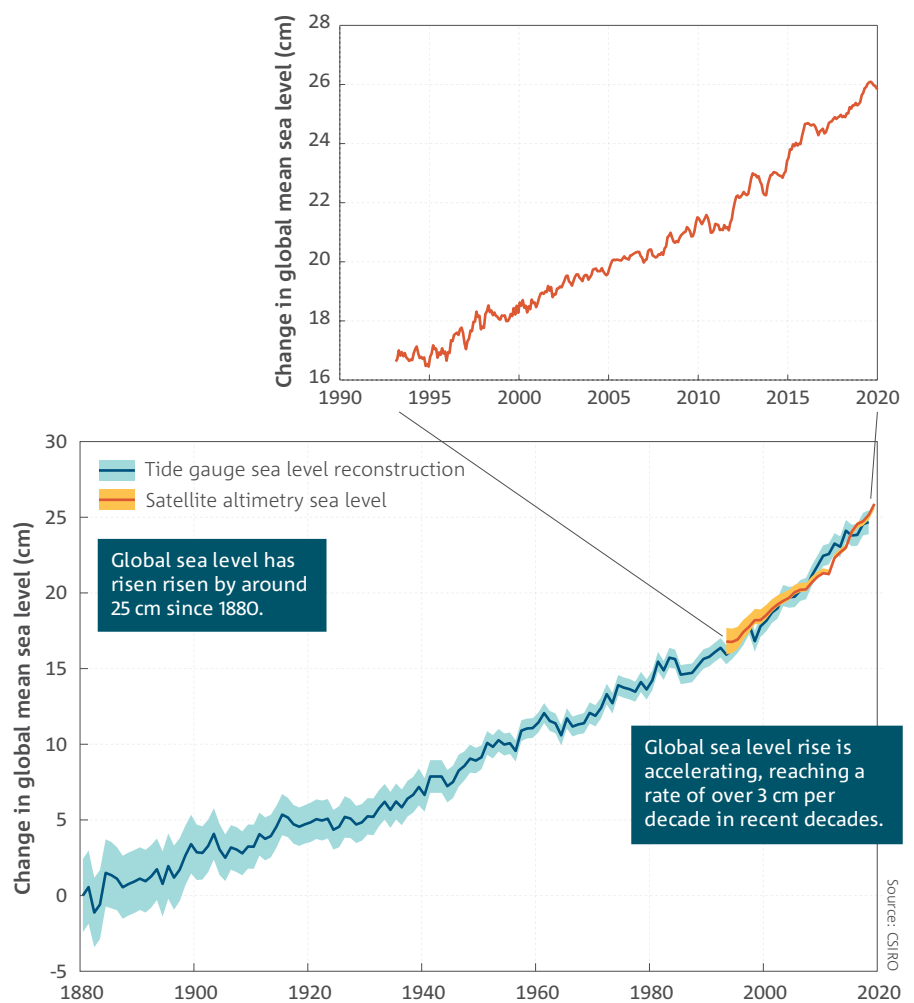 Change in global mean sea level (cm)
28
26
24
22
20
18
16
1990
1995
2000
2005
2010
2015
2020
Change in global mean sea level (cm)
30
25
20
15
10
5
0
-5
Tide gauge sea level reconstruction
Satellite altimetry sea level
Global sea level has
risen risen by around
25 cm since 1880.
Global sea level rise is
accelerating, reaching a
rate of over 3 cm per
decade in recent decades.
Source: CSIRO
1880
1900
1920
1940
1960
1980
2000
2020